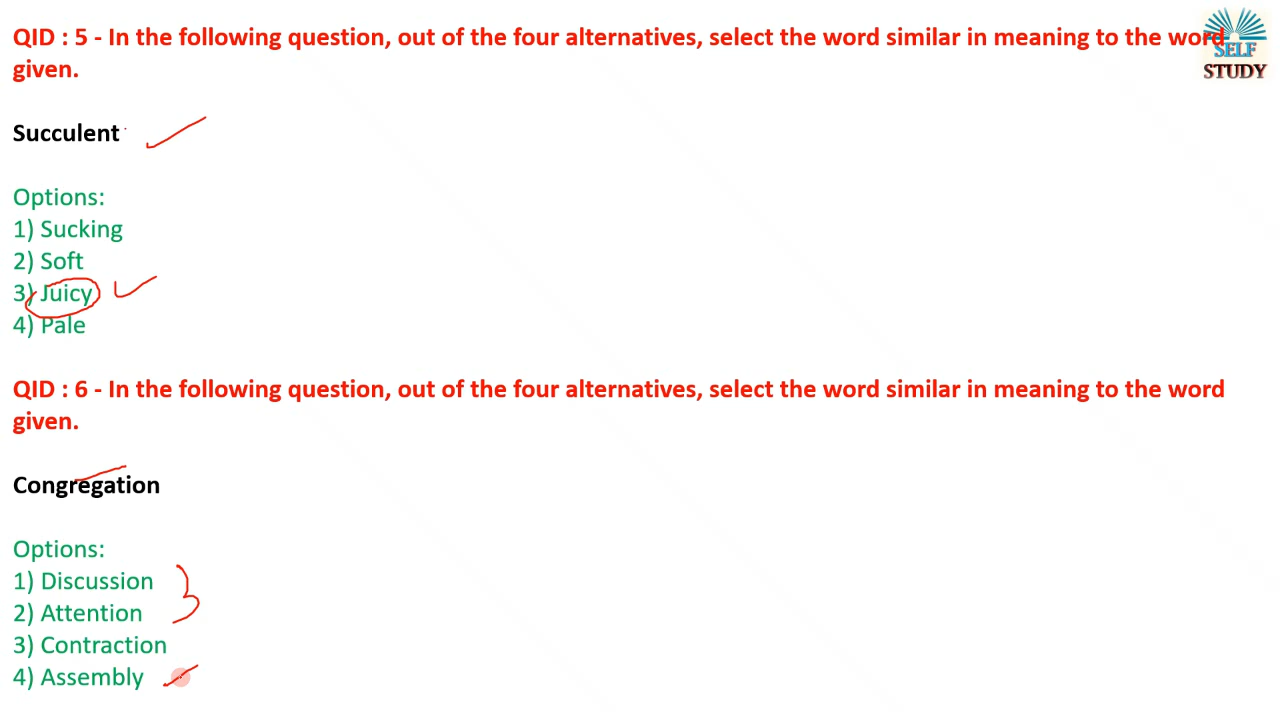 QID : 5 - In the following question, out of the four alternatives, select the word similar in meaning to the word
given.
SELF
STUDY
Succulent
Options:
1) Sucking
2) Soft
3) Juicy
4) Pale
QID : 6 - In the following question, out of the four alternatives, select the word similar in meaning to the word
given.
Congregation
Options:
1) Discussion
2) Attention
3) Contraction
4) Assembly